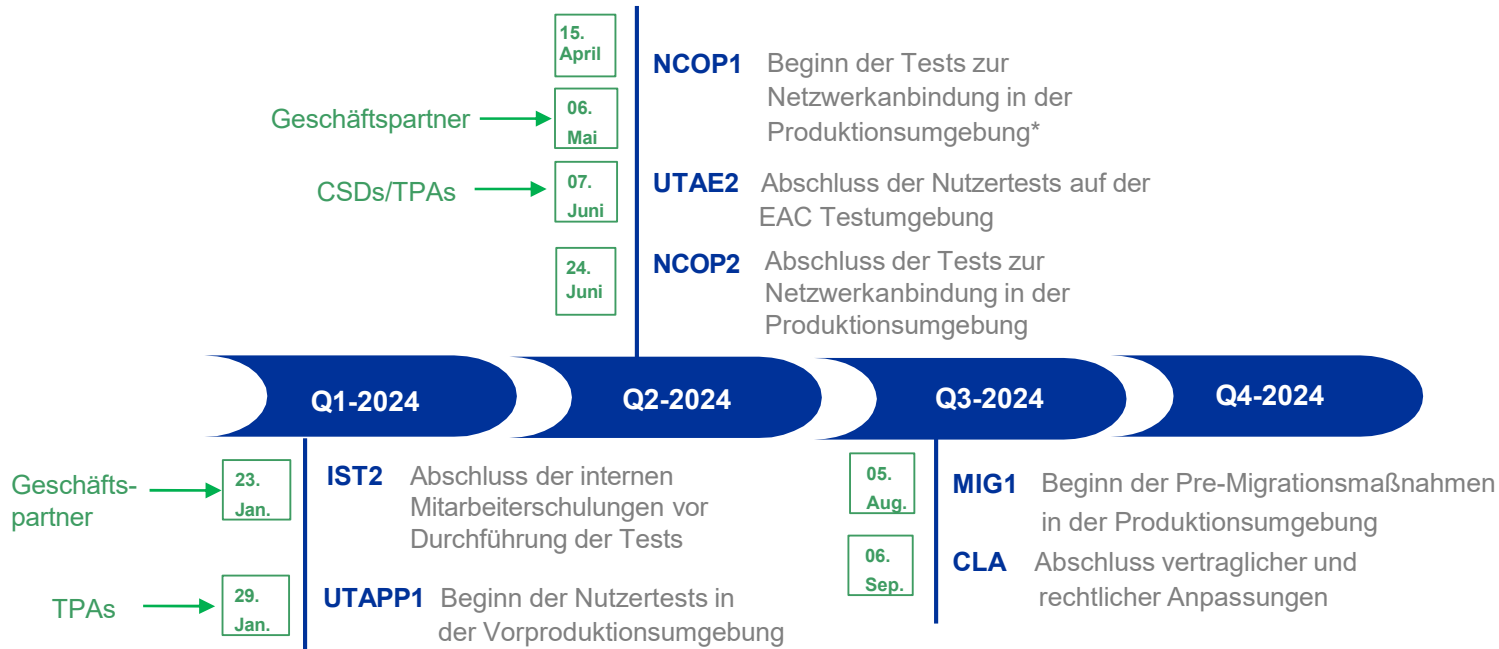 15.
April
NCOP1 Beginn der Tests zur
Netzwerkanbindung in der
Produktionsumgebung*
Geschäftspartner
06.
Mai
CSDs/TPAs
07.
Juni
UTAE2 Abschluss der Nutzertests auf der
EAC Testumgebung
24.
Juni
NCOP2 Abschluss der Tests zur
Netzwerkanbindung in der
Produktionsumgebung
Q1-2024
Q2-2024
Q3-2024
Q4-2024
Geschäfts-
partner
23.
Jan.
IST2 Abschluss der internen
Mitarbeiterschulungen vor
Durchführung der Tests
TPAs
29.
Jan.
UTAPP1 Beginn der Nutzertests in
der Vorproduktionsumgebung
05.
Aug.
MIG1 Beginn der Pre-Migrationsmaßnahmen
in der Produktionsumgebung
06.
Sep.
CLA Abschluss vertraglicher und
rechtlicher Anpassungen